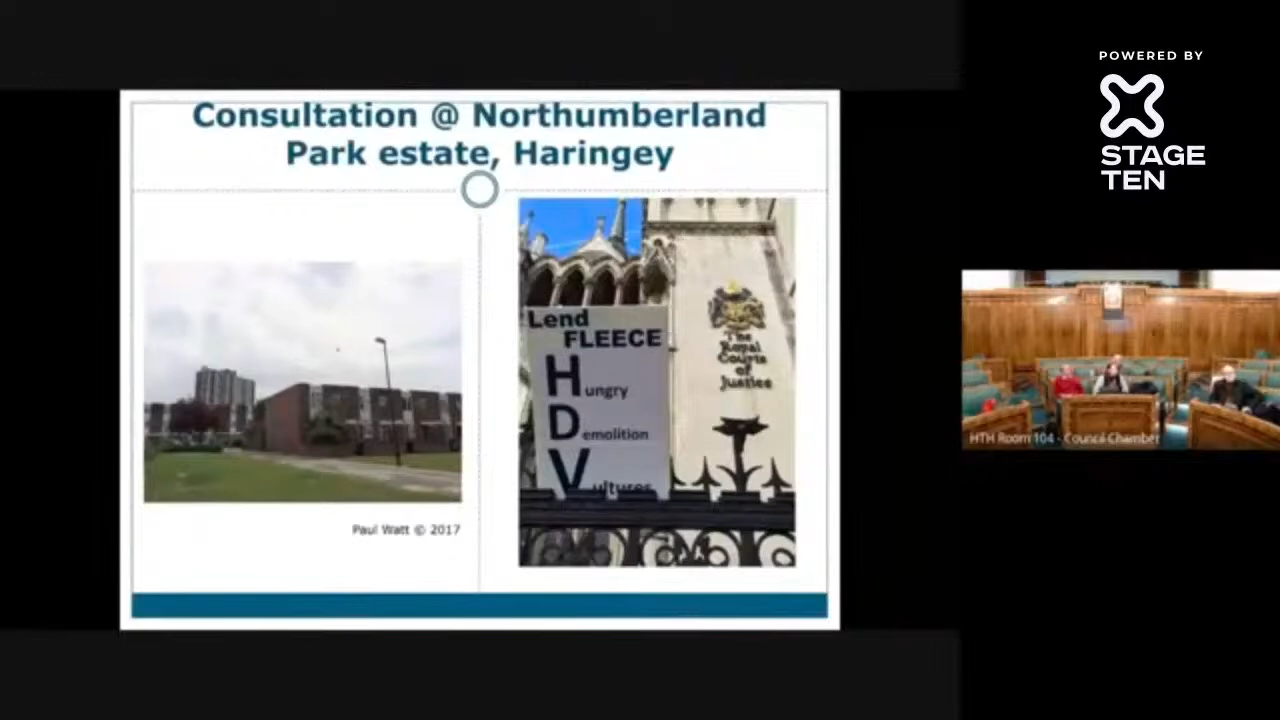 Consultation @ Northumberland
Park estate, Haringey
Paul Watt © 2017
Lend
FLEECE
Hungry
Demolition
Vultures
The
Royal
Courts
of
Justice
POWERED BY
STAGE
TEN
HTH Room 104 - Council Chamber